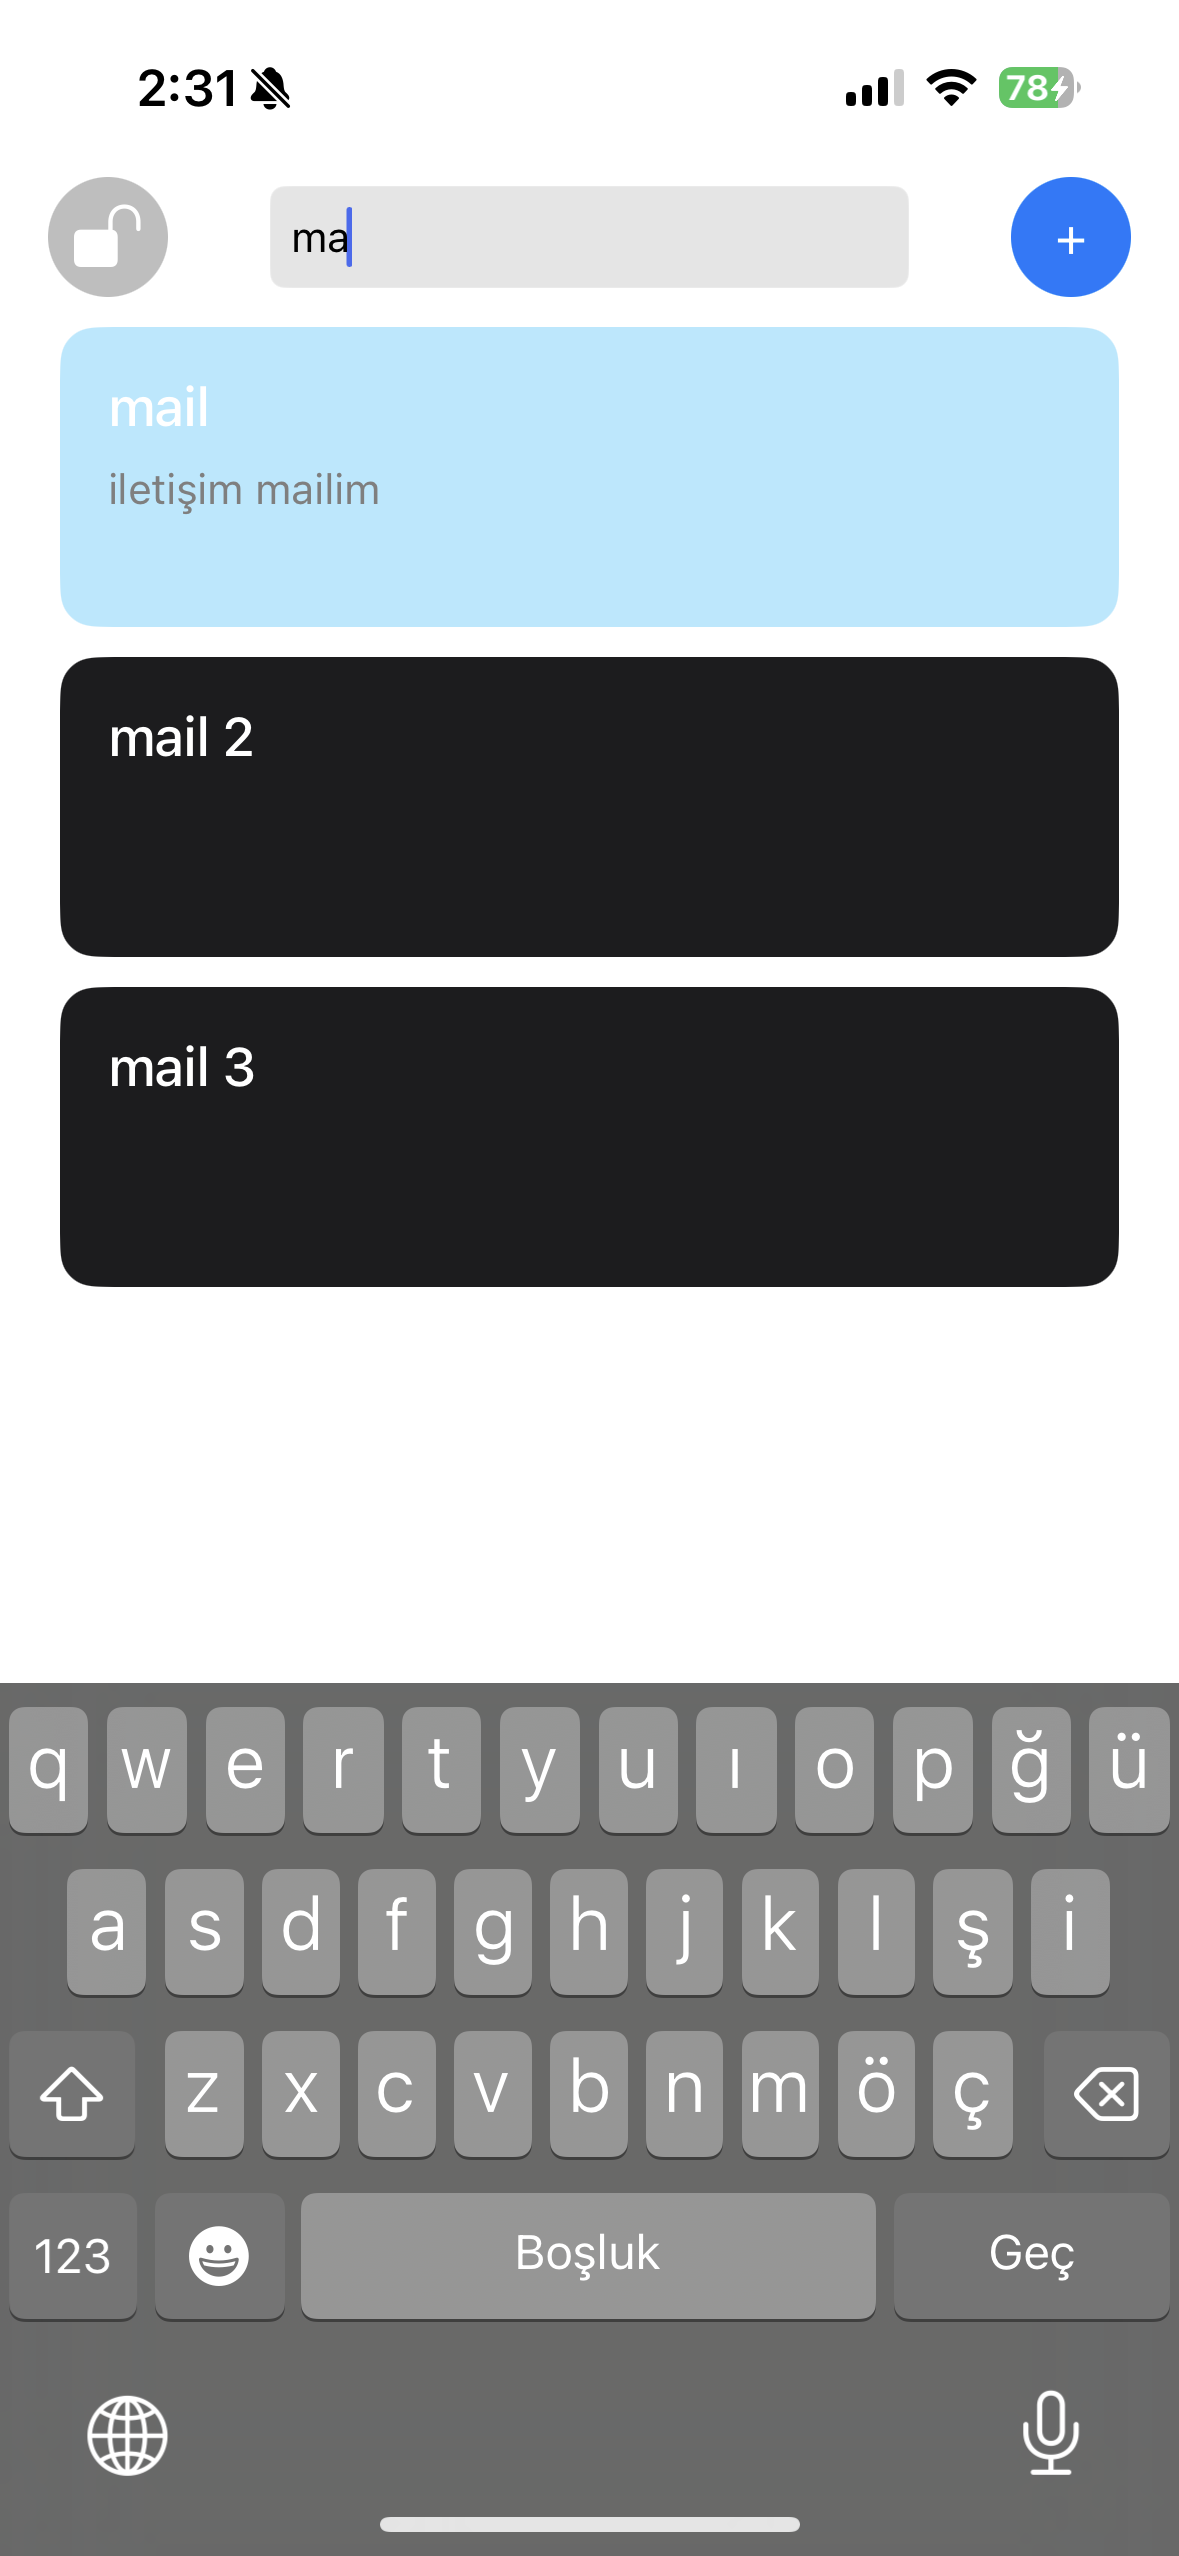 2:31
78
ma
+
mail
iletişim mailim
mail 2
mail 3
q w e r t y u ı o p ğ ü
a s d f g h j k l ş i
z x c v b n m ö ç
123 Boşluk Geç